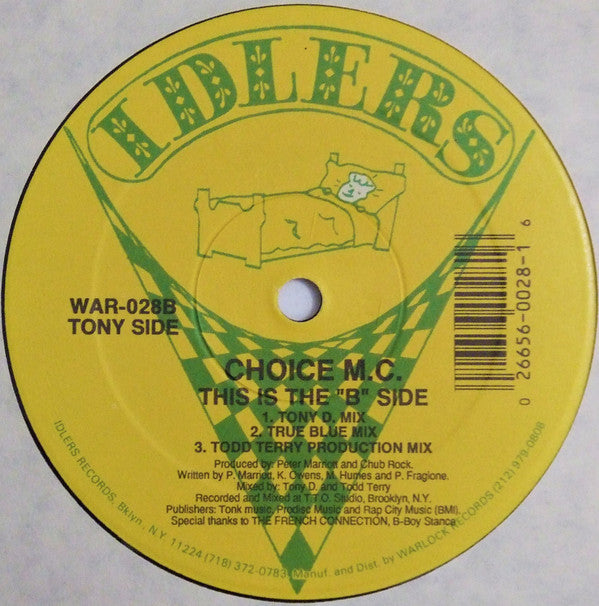 IDLERS
WAR-028B
TONY SIDE
0 26656-0028-1 6
CHOICE M.C.
THIS IS THE "B" SIDE
1. TONY D. MIX
2. TRUE BLUE MIX
3. TODD TERRY PRODUCTION MIX
Produced by: Peter Marriott and Chub Rock.
Written by P. Marriott, K. Owens, M. Humes and P. Fragione.
Mixed by: Tony D. and Todd Terry
Recorded and Mixed at T.T.O. Studio, Brooklyn, N.Y.
Publishers: Tonk music, Prodisc Music and Rap City Music (BMI).
Special thanks to THE FRENCH CONNECTION, B-Boy Stance
IDLERS RECORDS, Bklyn, N.Y. 11224 (718) 372-0783, Manuf. and Dist. by WARLOCK RECORDS (212) 979-0808